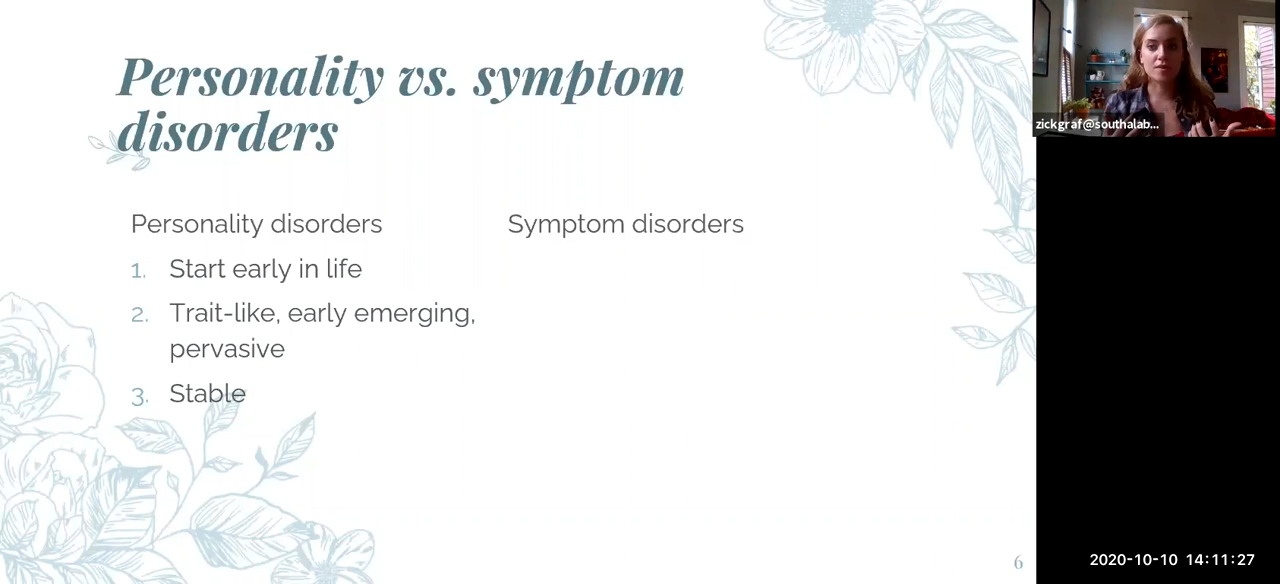 Personality vs. symptom
disorders
Personality disorders
1. Start early in life
2. Trait-like, early emerging,
pervasive
3. Stable
Symptom disorders
6
zickgraf@southalab...
2020-10-10 14:11:27